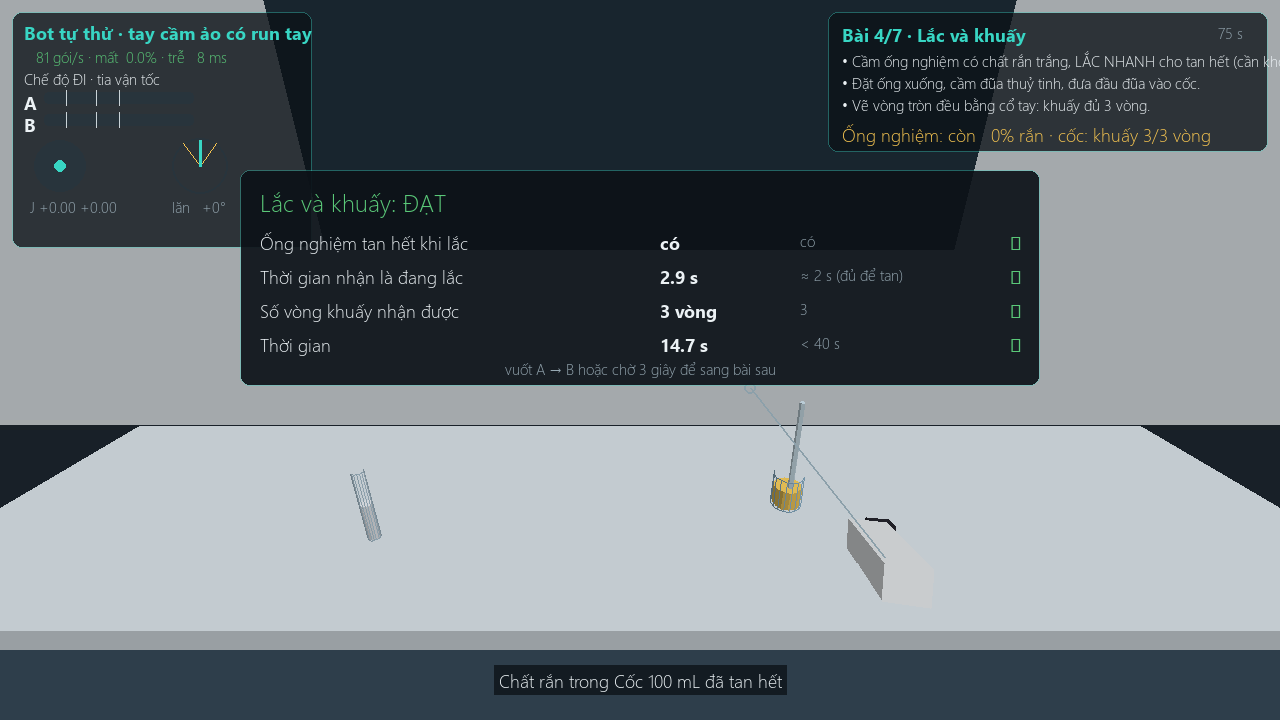 Bot tự thử · tay cầm ảo có run tay
81 gói/s · mất 0.0% · trễ 8 ms
Chế độ ĐI · tia vận tốc
A
B
J +0.00 +0.00 lăn +0°
Bài 4/7 · Lắc và khuấy 75 s
• Cầm ống nghiệm có chất rắn trắng, LẮC NHANH cho tan hết (cần
• Đặt ống xuống, cầm đũa thuỷ tinh, đưa đầu đũa vào cốc.
• Vẽ vòng tròn đều bằng cổ tay: khuấy đủ 3 vòng.
Ống nghiệm: còn 0% rắn · cốc: khuấy 3/3 vòng
Lắc và khuấy: ĐẠT
Ống nghiệm tan hết khi lắc có có
Thời gian nhận là đang lắc 2.9 s ≈ 2 s (đủ để tan)
Số vòng khuấy nhận được 3 vòng 3
Thời gian 14.7 s < 40 s
vuốt A → B hoặc chờ 3 giây để sang bài sau
Chất rắn trong Cốc 100 mL đã tan hết